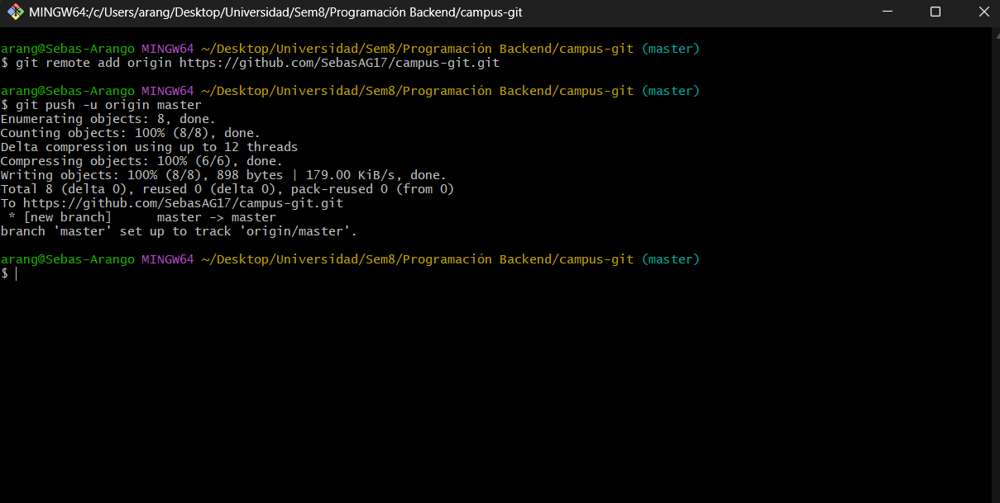 MINGW64:/c/Users/arang/Desktop/Universidad/Sem8/Programación Backend/campus-git
arang@Sebas-Arango MINGW64 ~/Desktop/Universidad/Sem8/Programación Backend/campus-git (master)
$ git remote add origin https://github.com/SebasAG17/campus-git.git
arang@Sebas-Arango MINGW64 ~/Desktop/Universidad/Sem8/Programación Backend/campus-git (master)
$ git push -u origin master
Enumerating objects: 8, done.
Counting objects: 100% (8/8), done.
Delta compression using up to 12 threads
Compressing objects: 100% (6/6), done.
Writing objects: 100% (8/8), 898 bytes | 179.00 KiB/s, done.
Total 8 (delta 0), reused 0 (delta 0), pack-reused 0 (from 0)
To https://github.com/SebasAG17/campus-git.git
 * [new branch]      master -> master
branch 'master' set up to track 'origin/master'.
arang@Sebas-Arango MINGW64 ~/Desktop/Universidad/Sem8/Programación Backend/campus-git (master)
$